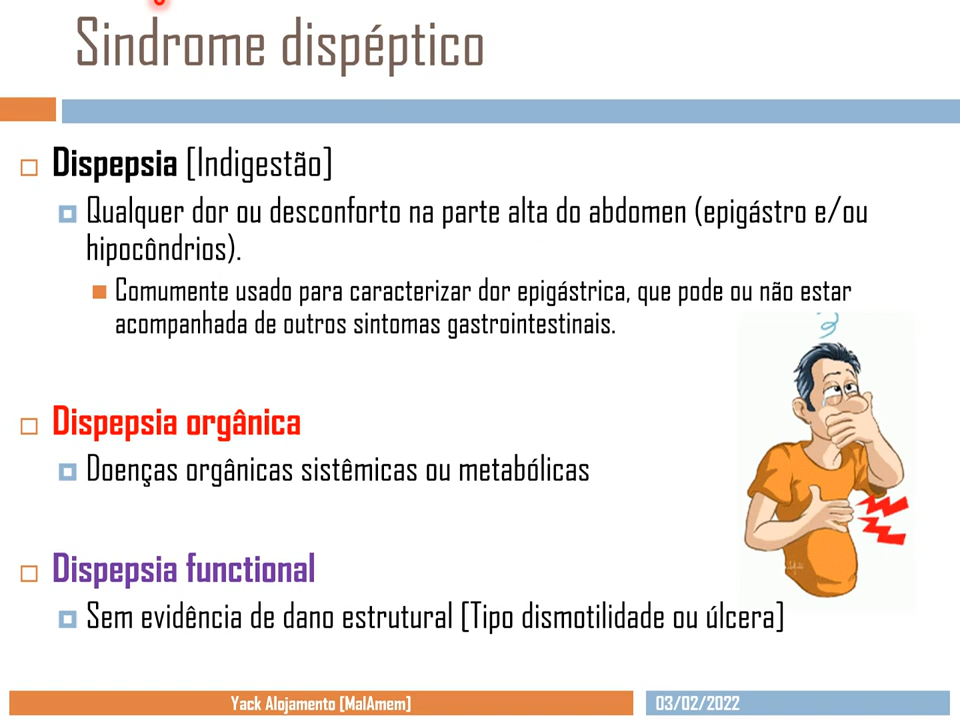 Sindrome dispéptico
Dispepsia [Indigestão]
Qualquer dor ou desconforto na parte alta do abdomen (epigástro e/ou
hipocôndrios).
Comumente usado para caracterizar dor epigástrica, que pode ou não estar
acompanhada de outros sintomas gastrointestinais.
Dispepsia orgânica
Doenças orgânicas sistêmicas ou metabólicas
Dispepsia functional
Sem evidência de dano estrutural [Tipo dismotilidade ou úlcera]
Yack Alojamento [MalAmem]
03/02/2022